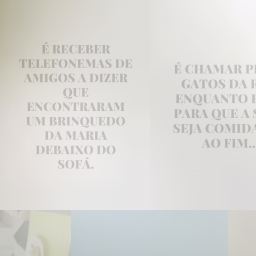 É RECEBER
TELEFONEMAS DE
AMIGOS A DIZER
QUE
ENCONTRARAM
UM BRINQUEDO
DA MARIA
DEBAIXO DO
SOFÁ.
É CHAMAR
GATOS DA
ENQUANTO
PARA QUE A
SEJA COMIDA
AO FIM..